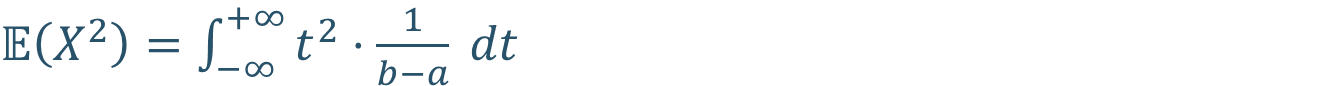 𝔼(X²) = ∫₋∞⁺∞ t² · 1/(b−a) dt